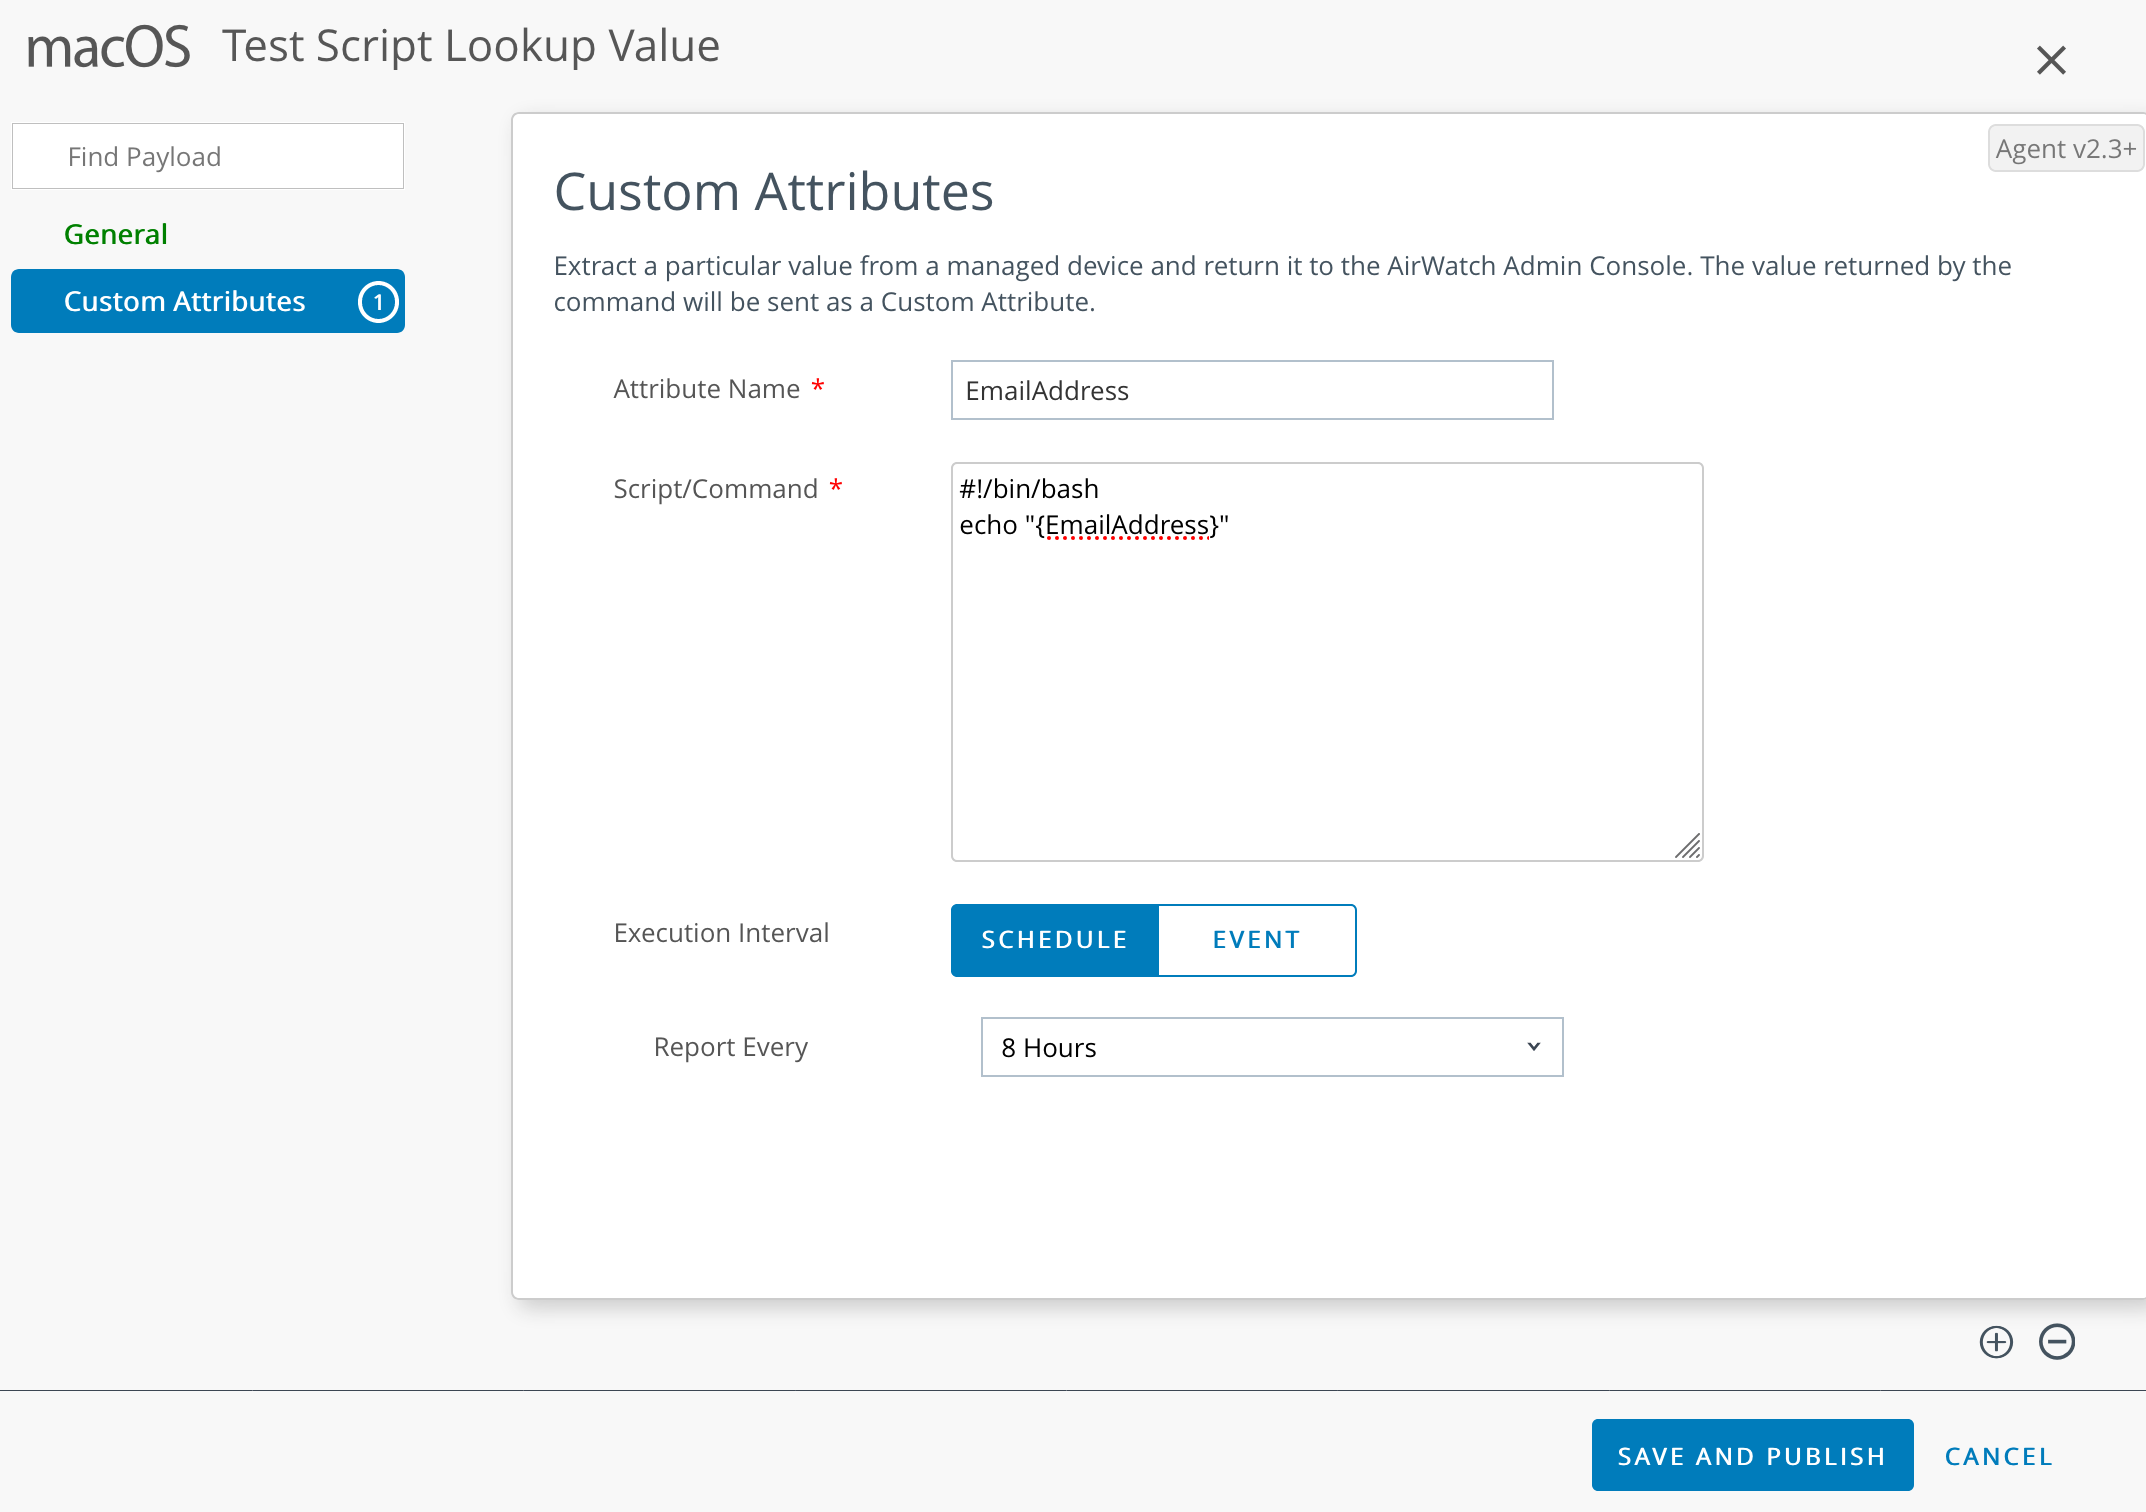 macOS Test Script Lookup Value
Find Payload
General
Custom Attributes 1
Agent v2.3+
Custom Attributes
Extract a particular value from a managed device and return it to the AirWatch Admin Console. The value returned by the
command will be sent as a Custom Attribute.
Attribute Name *
EmailAddress
Script/Command *
#!/bin/bash
echo "{EmailAddress}"
Execution Interval
SCHEDULE EVENT
Report Every
8 Hours
SAVE AND PUBLISH CANCEL